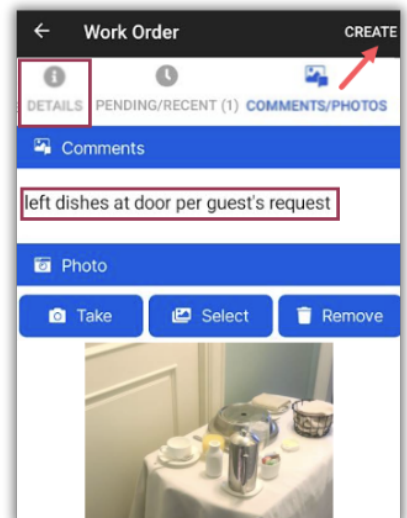 Work Order CREATE
DETAILS PENDING/RECENT (1) COMMENTS/PHOTOS
Comments
left dishes at door per guest's request
Photo
Take Select Remove